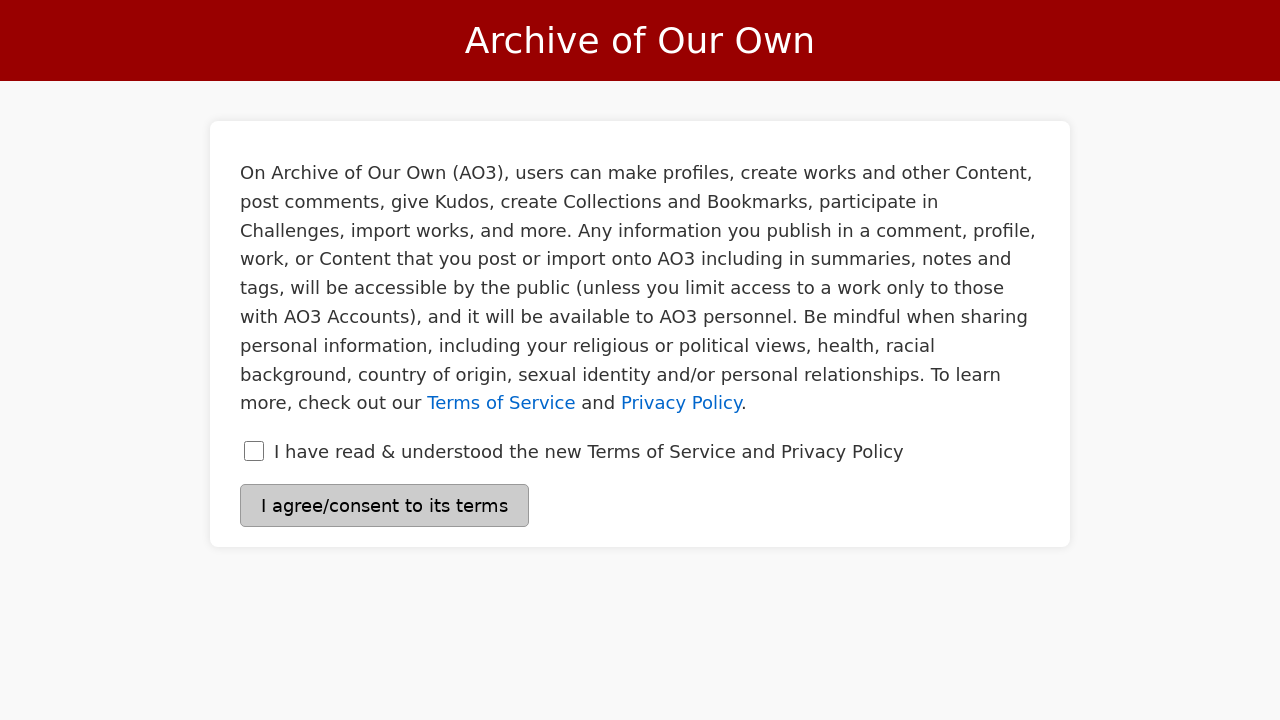 Archive of Our Own
On Archive of Our Own (AO3), users can make profiles, create works and other Content,
post comments, give Kudos, create Collections and Bookmarks, participate in
Challenges, import works, and more. Any information you publish in a comment, profile,
work, or Content that you post or import onto AO3 including in summaries, notes and
tags, will be accessible by the public (unless you limit access to a work only to those
with AO3 Accounts), and it will be available to AO3 personnel. Be mindful when sharing
personal information, including your religious or political views, health, racial
background, country of origin, sexual identity and/or personal relationships. To learn
more, check out our Terms of Service and Privacy Policy.
I have read & understood the new Terms of Service and Privacy Policy
I agree/consent to its terms